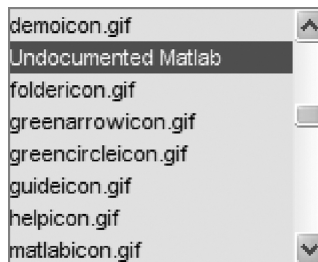 demoicon.gif
Undocumented Matlab
foldericon.gif
greenarrowicon.gif
greencircleicon.gif
guideicon.gif
helpicon.gif
matlabicon.gif